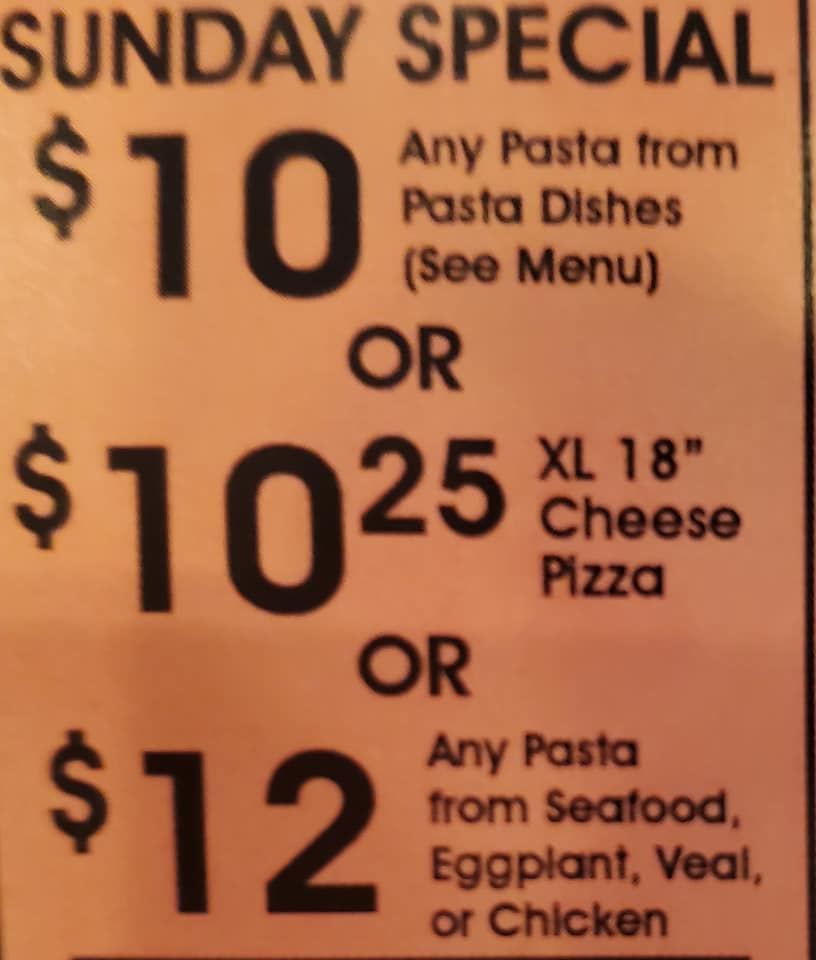 SUNDAY SPECIAL
$10 Any Pasta from
Pasta Dishes
(See Menu)
OR
$10 25 XL 18"
Cheese
Pizza
OR
$12 Any Pasta
from Seafood,
Eggplant, Veal,
or Chicken